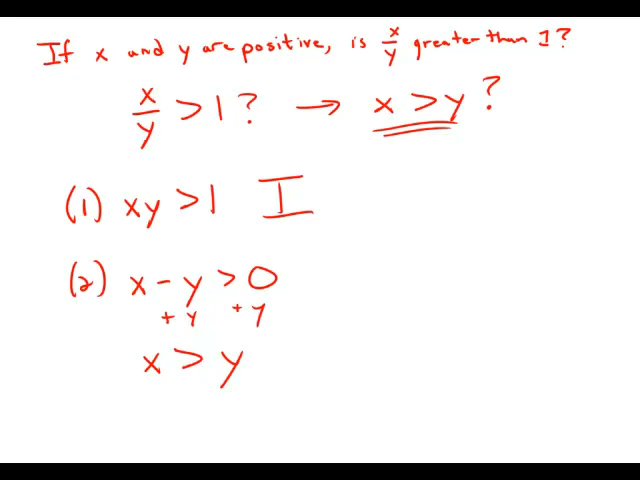 If x and y are positive, is x/y greater than 1?
x/y > 1? → x > y?
(1) xy > 1 I
(2) x - y > 0
+ y + y
x > y